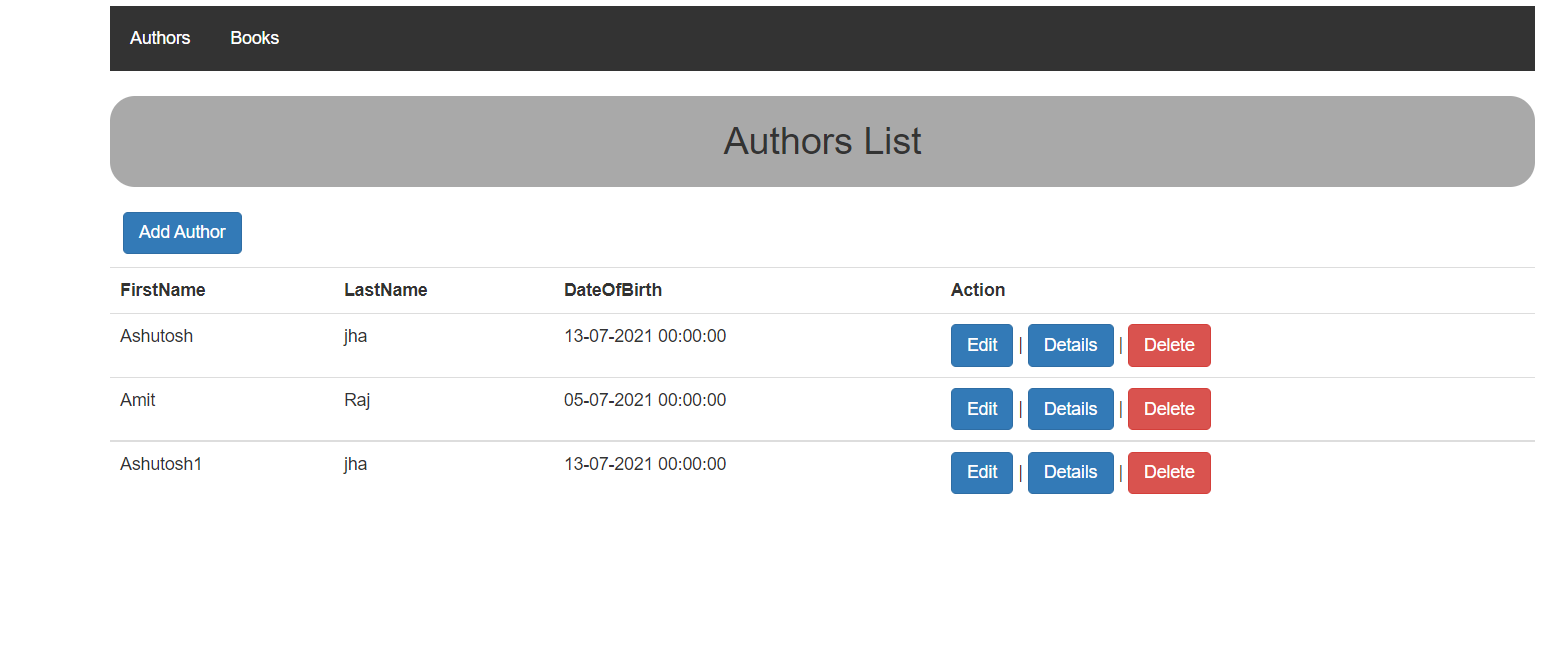 Authors Books
Authors List
Add Author
FirstName LastName DateOfBirth Action
Ashutosh jha 13-07-2021 00:00:00 Edit | Details | Delete
Amit Raj 05-07-2021 00:00:00 Edit | Details | Delete
Ashutosh1 jha 13-07-2021 00:00:00 Edit | Details | Delete